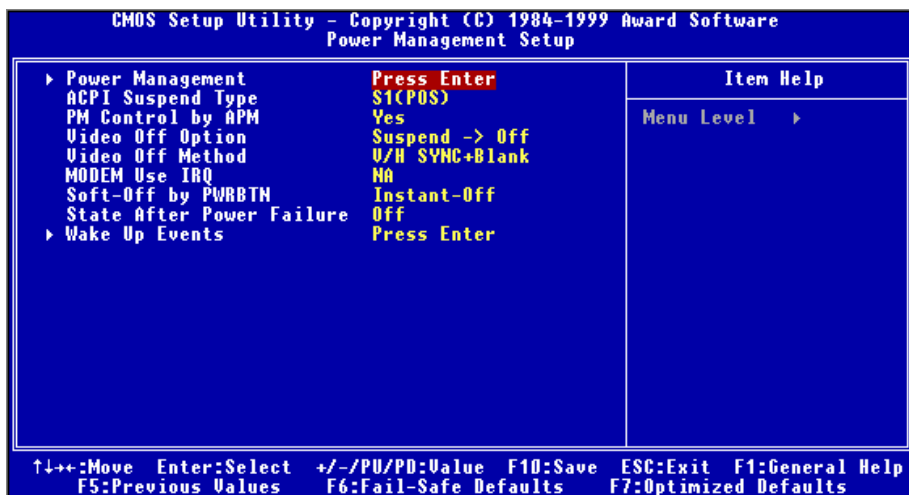 CMOS Setup Utility - Copyright (C) 1984-1999 Award Software
Power Management Setup
▸ Power Management Press Enter
ACPI Suspend Type S1(POS)
PM Control by APM Yes
Video Off Option Suspend -> Off
Video Off Method V/H SYNC+Blank
MODEM Use IRQ NA
Soft-Off by PWRBTN Instant-Off
State After Power Failure Off
▸ Wake Up Events Press Enter
Item Help
Menu Level ▸
↑↓→←:Move Enter:Select +/-/PU/PD:Value F10:Save ESC:Exit F1:General Help
F5:Previous Values F6:Fail-Safe Defaults F7:Optimized Defaults